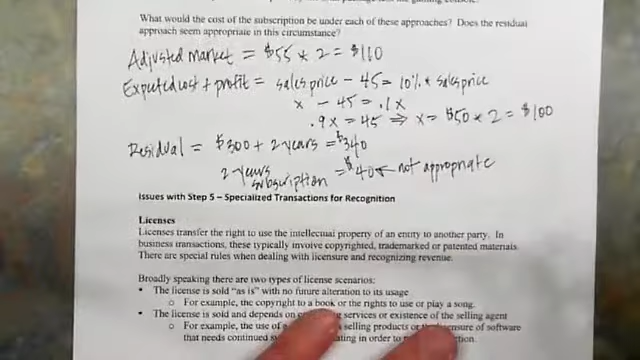 What would the cost of the subscription be under each of these approaches? Does the residual
approach seem appropriate in this circumstance?
Adjusted market = $55 * 2 = $110
Expected cost + profit = sales price - 45 = 10% * sales price
x - 45 = .1x
.9x = 45 ⇒ x = $50 * 2 = $100
Residual = $300 + 2 years = $340
2 years subscription = $40 ← not appropriate
Issues with Step 5 – Specialized Transactions for Recognition
Licenses
Licenses transfer the right to use the intellectual property of an entity to another party. In
business transactions, these typically involve copyrighted, trademarked or patented materials.
There are special rules when dealing with licensure and recognizing revenue.
Broadly speaking there are two types of license scenarios:
• The license is sold "as is" with no future alteration to its usage
o For example, the copyright to a book or the rights to use or play a song.
• The license is sold and depends on services or existence of the selling agent
o For example, the use of a selling products or software
that needs continued in order to